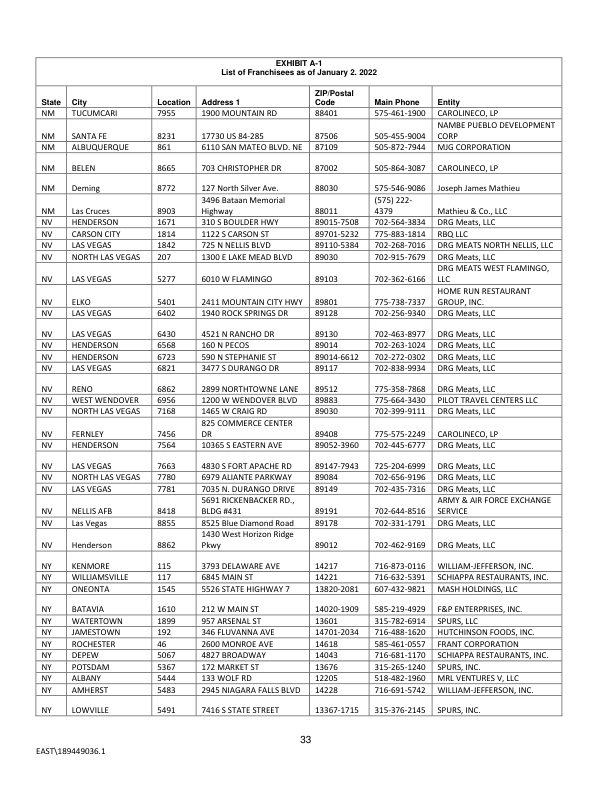 EXHIBIT A-1
List of Franchisees as of January 2. 2022
State City Location Address 1 ZIP/Postal Code Main Phone Entity
NM TUCUMCARI 7955 1900 MOUNTAIN RD 88401 575-461-1900 CAROLINECO, LP
NM SANTA FE 8231 17730 US 84-285 87506 505-455-9004 NAMBE PUEBLO DEVELOPMENT CORP
NM ALBUQUERQUE 861 6110 SAN MATEO BLVD. NE 87109 505-872-7944 MJG CORPORATION
NM BELEN 8665 703 CHRISTOPHER DR 87002 505-864-3087 CAROLINECO, LP
NM Deming 8772 127 North Silver Ave. 88030 575-546-9086 Joseph James Mathieu
NM Las Cruces 8903 3496 Bataan Memorial Highway 88011 (575) 222-4379 Mathieu & Co., LLC
NV HENDERSON 1671 310 S BOULDER HWY 89015-7508 702-564-3834 DRG Meats, LLC
NV CARSON CITY 1814 1122 S CARSON ST 89701-5232 775-883-1814 RBQ LLC
NV LAS VEGAS 1842 725 N NELLIS BLVD 89110-5384 702-268-7016 DRG MEATS NORTH NELLIS, LLC
NV NORTH LAS VEGAS 207 1300 E LAKE MEAD BLVD 89030 702-915-7679 DRG Meats, LLC
NV LAS VEGAS 5277 6010 W FLAMINGO 89103 702-362-6166 DRG MEATS WEST FLAMINGO, LLC
NV ELKO 5401 2411 MOUNTAIN CITY HWY 89801 775-738-7337 HOME RUN RESTAURANT GROUP, INC.
NV LAS VEGAS 6402 1940 ROCK SPRINGS DR 89128 702-256-9340 DRG Meats, LLC
NV LAS VEGAS 6430 4521 N RANCHO DR 89130 702-463-8977 DRG Meats, LLC
NV HENDERSON 6568 160 N PECOS 89014 702-263-1024 DRG Meats, LLC
NV HENDERSON 6723 590 N STEPHANIE ST 89014-6612 702-272-0302 DRG Meats, LLC
NV LAS VEGAS 6821 3477 S DURANGO DR 89117 702-838-9934 DRG Meats, LLC
NV RENO 6862 2899 NORTHTOWNE LANE 89512 775-358-7868 DRG Meats, LLC
NV WEST WENDOVER 6956 1200 W WENDOVER BLVD 89883 775-664-3430 PILOT TRAVEL CENTERS LLC
NV NORTH LAS VEGAS 7168 1465 W CRAIG RD 89030 702-399-9111 DRG Meats, LLC
NV FERNLEY 7456 825 COMMERCE CENTER DR 89408 775-575-2249 CAROLINECO, LP
NV HENDERSON 7564 10365 S EASTERN AVE 89052-3960 702-445-6777 DRG Meats, LLC
NV LAS VEGAS 7663 4830 S FORT APACHE RD 89147-7943 725-204-6999 DRG Meats, LLC
NV NORTH LAS VEGAS 7780 6979 ALIANTE PARKWAY 89084 702-656-9196 DRG Meats, LLC
NV LAS VEGAS 7781 7035 N. DURANGO DRIVE 89149 702-435-7316 DRG Meats, LLC
NV NELLIS AFB 8418 5691 RICKENBACKER RD., BLDG #431 89191 702-644-8516 ARMY & AIR FORCE EXCHANGE SERVICE
NV Las Vegas 8855 8525 Blue Diamond Road 89178 702-331-1791 DRG Meats, LLC
NV Henderson 8862 1430 West Horizon Ridge Pkwy 89012 702-462-9169 DRG Meats, LLC
NY KENMORE 115 3793 DELAWARE AVE 14217 716-873-0116 WILLIAM-JEFFERSON, INC.
NY WILLIAMSVILLE 117 6845 MAIN ST 14221 716-632-5391 SCHIAPPA RESTAURANTS, INC.
NY ONEONTA 1545 5526 STATE HIGHWAY 7 13820-2081 607-432-9821 MASH HOLDINGS, LLC
NY BATAVIA 1610 212 W MAIN ST 14020-1909 585-219-4929 F&P ENTERPRISES, INC.
NY WATERTOWN 1899 957 ARSENAL ST 13601 315-782-6914 SPURS, LLC
NY JAMESTOWN 192 346 FLUVANNA AVE 14701-2034 716-488-1620 HUTCHINSON FOODS, INC.
NY ROCHESTER 46 2600 MONROE AVE 14618 585-461-0557 FRANT CORPORATION
NY DEPEW 5067 4827 BROADWAY 14043 716-681-1170 SCHIAPPA RESTAURANTS, INC.
NY POTSDAM 5367 172 MARKET ST 13676 315-265-1240 SPURS, INC.
NY ALBANY 5444 133 WOLF RD 12205 518-482-1960 MRL VENTURES V, LLC
NY AMHERST 5483 2945 NIAGARA FALLS BLVD 14228 716-691-5742 WILLIAM-JEFFERSON, INC.
NY LOWVILLE 5491 7416 S STATE STREET 13367-1715 315-376-2145 SPURS, INC.
33
EAST\189449036.1